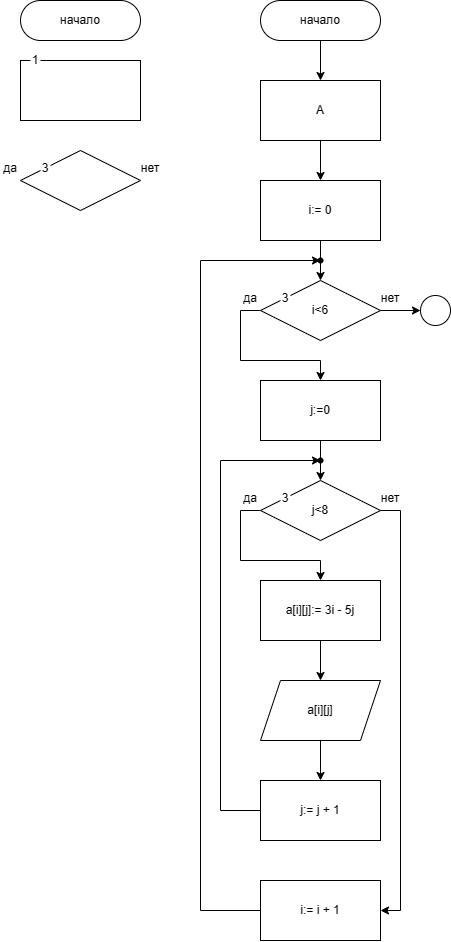 начало
1
да
3
нет
начало
A
i:= 0
да
3
нет
i<6
j:=0
да
3
нет
j<8
a[i][j]:= 3i - 5j
a[i][j]
j:= j + 1
i:= i + 1